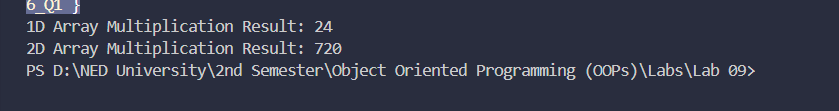 6_Q1 }
1D Array Multiplication Result: 24
2D Array Multiplication Result: 720
PS D:\NED University\2nd Semester\Object Oriented Programming (OOPs)\Labs\Lab 09>